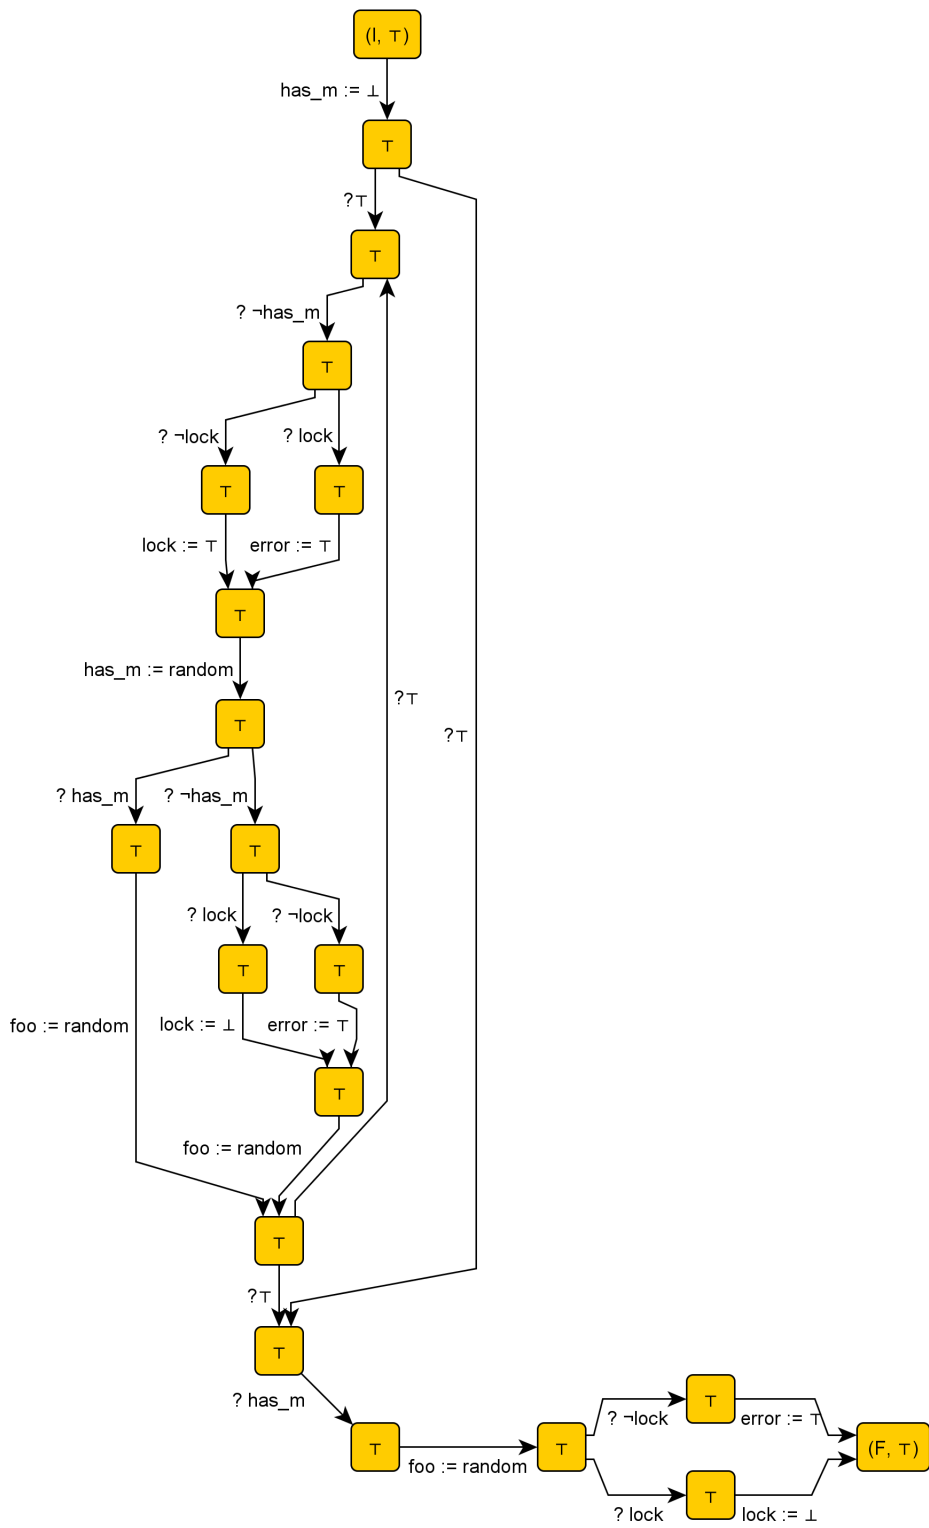 (I, ⊤)
has_m := ⊥
⊤
?⊤
⊤
? ¬has_m
⊤
? ¬lock
? lock
⊤
⊤
lock := ⊤
error := ⊤
⊤
has_m := random
⊤
?⊤
?⊤
? has_m
? ¬has_m
⊤
⊤
? lock
? ¬lock
⊤
⊤
foo := random
lock := ⊥
error := ⊤
⊤
foo := random
⊤
?⊤
⊤
? has_m
⊤
foo := random
⊤
? ¬lock
⊤
error := ⊤
(F, ⊤)
? lock
⊤
lock := ⊥